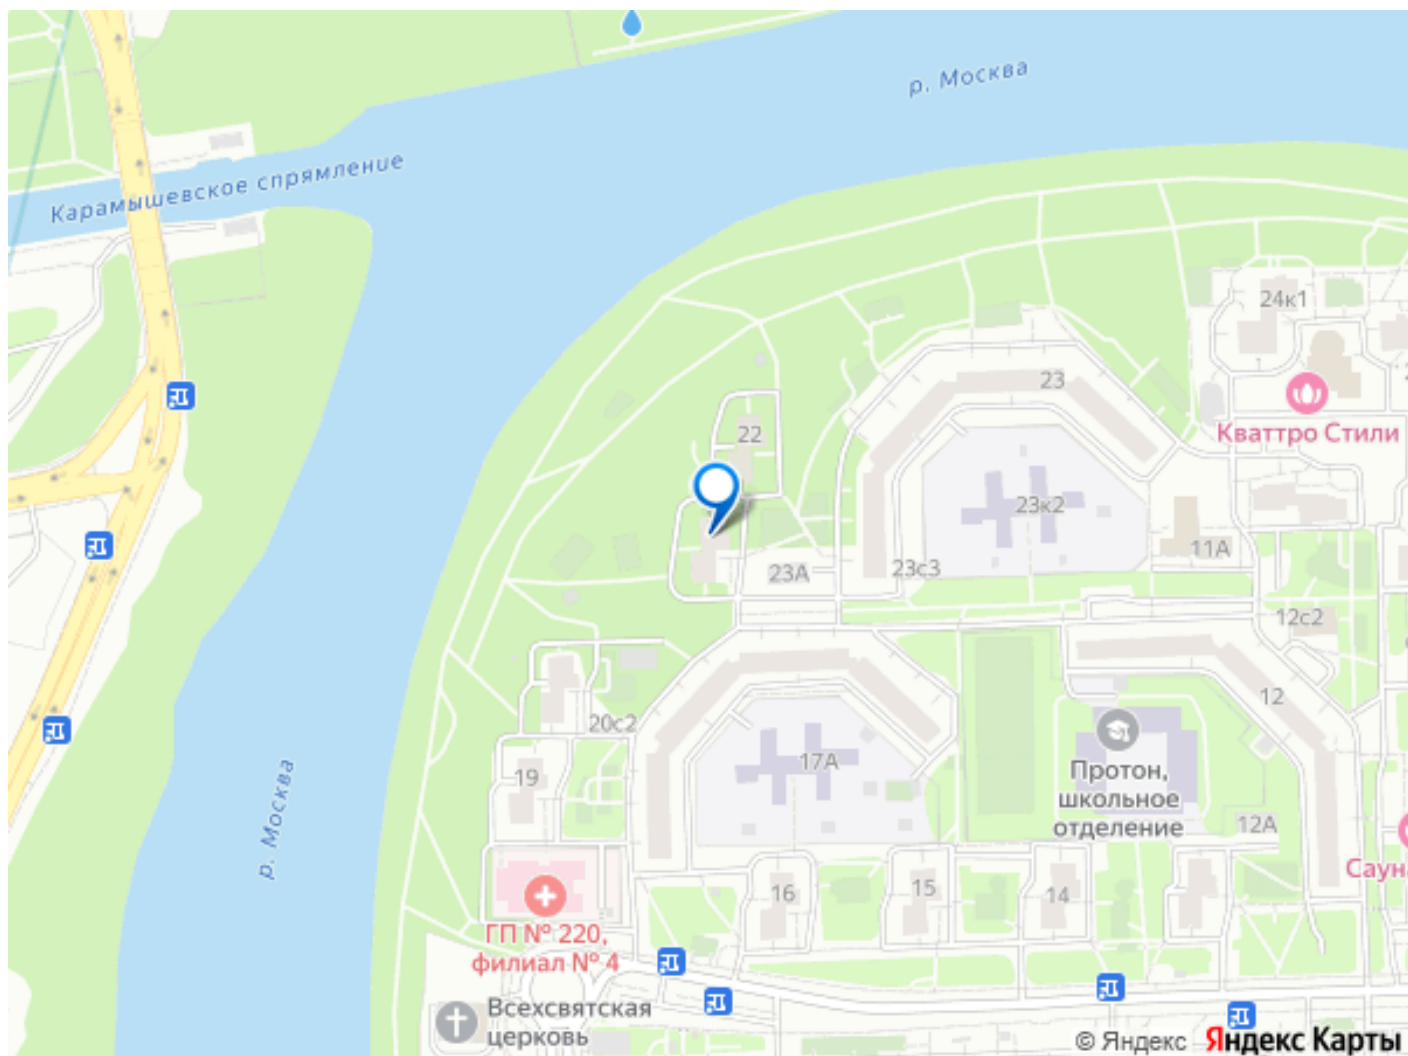 р. Москва
Карамышевское спрямление
24к1
23
22
Кваттро Стили
23к2
11А
23А
23с3
12с2
12
20с2
19
17А
Протон,
школьное
отделение
12А
16
15
14
Саун
ГП № 220,
филиал № 4
р. Москва
Всехсвятская
церковь
© Яндекс Яндекс Карты